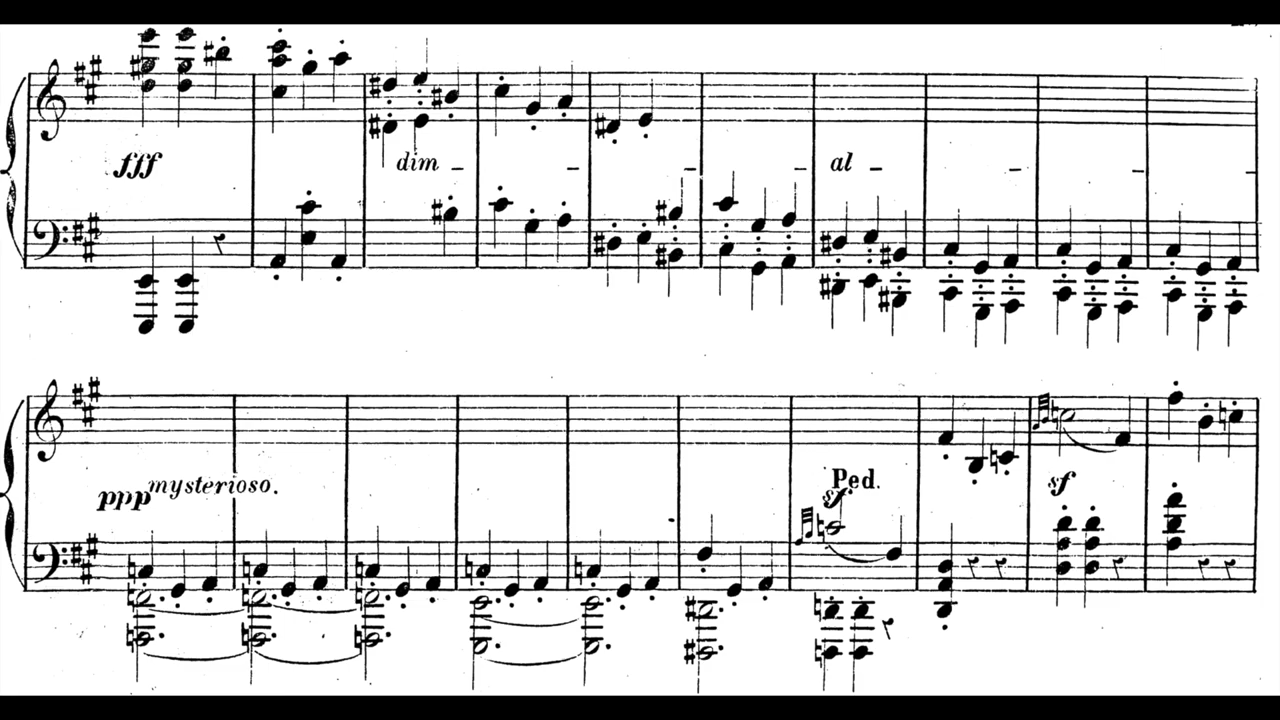 fff
dim
al
ppp mysterioso.
Ped.
sf
sf